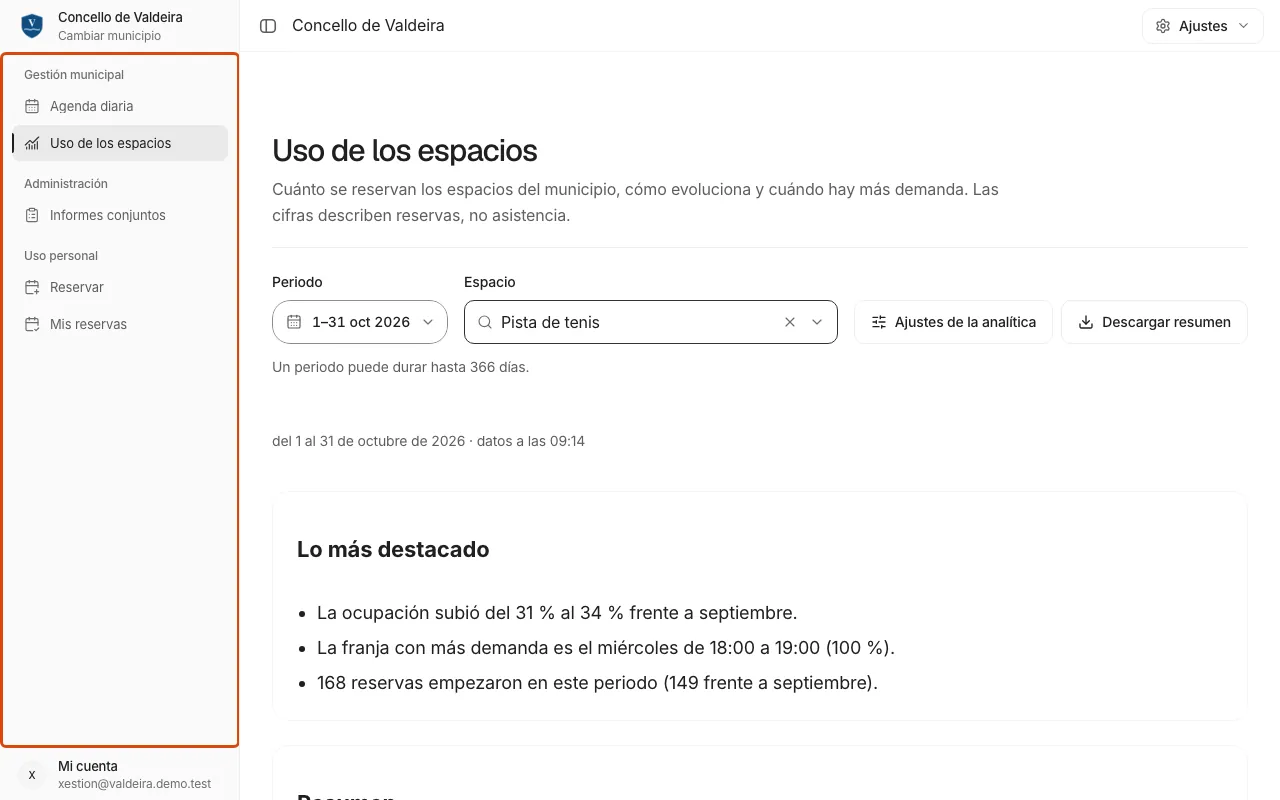 Concello de Valdeira
Cambiar municipio
Gestión municipal
Agenda diaria
Uso de los espacios
Administración
Informes conjuntos
Uso personal
Reservar
Mis reservas
X
Mi cuenta
xestion@valdeira.demo.test
Concello de Valdeira
Ajustes
Uso de los espacios
Cuánto se reservan los espacios del municipio, cómo evoluciona y cuándo hay más demanda. Las
cifras describen reservas, no asistencia.
Periodo
Espacio
1–31 oct 2026
Pista de tenis
Ajustes de la analítica
Descargar resumen
Un periodo puede durar hasta 366 días.
del 1 al 31 de octubre de 2026 · datos a las 09:14
Lo más destacado
• La ocupación subió del 31 % al 34 % frente a septiembre.
• La franja con más demanda es el miércoles de 18:00 a 19:00 (100 %).
• 168 reservas empezaron en este periodo (149 frente a septiembre).